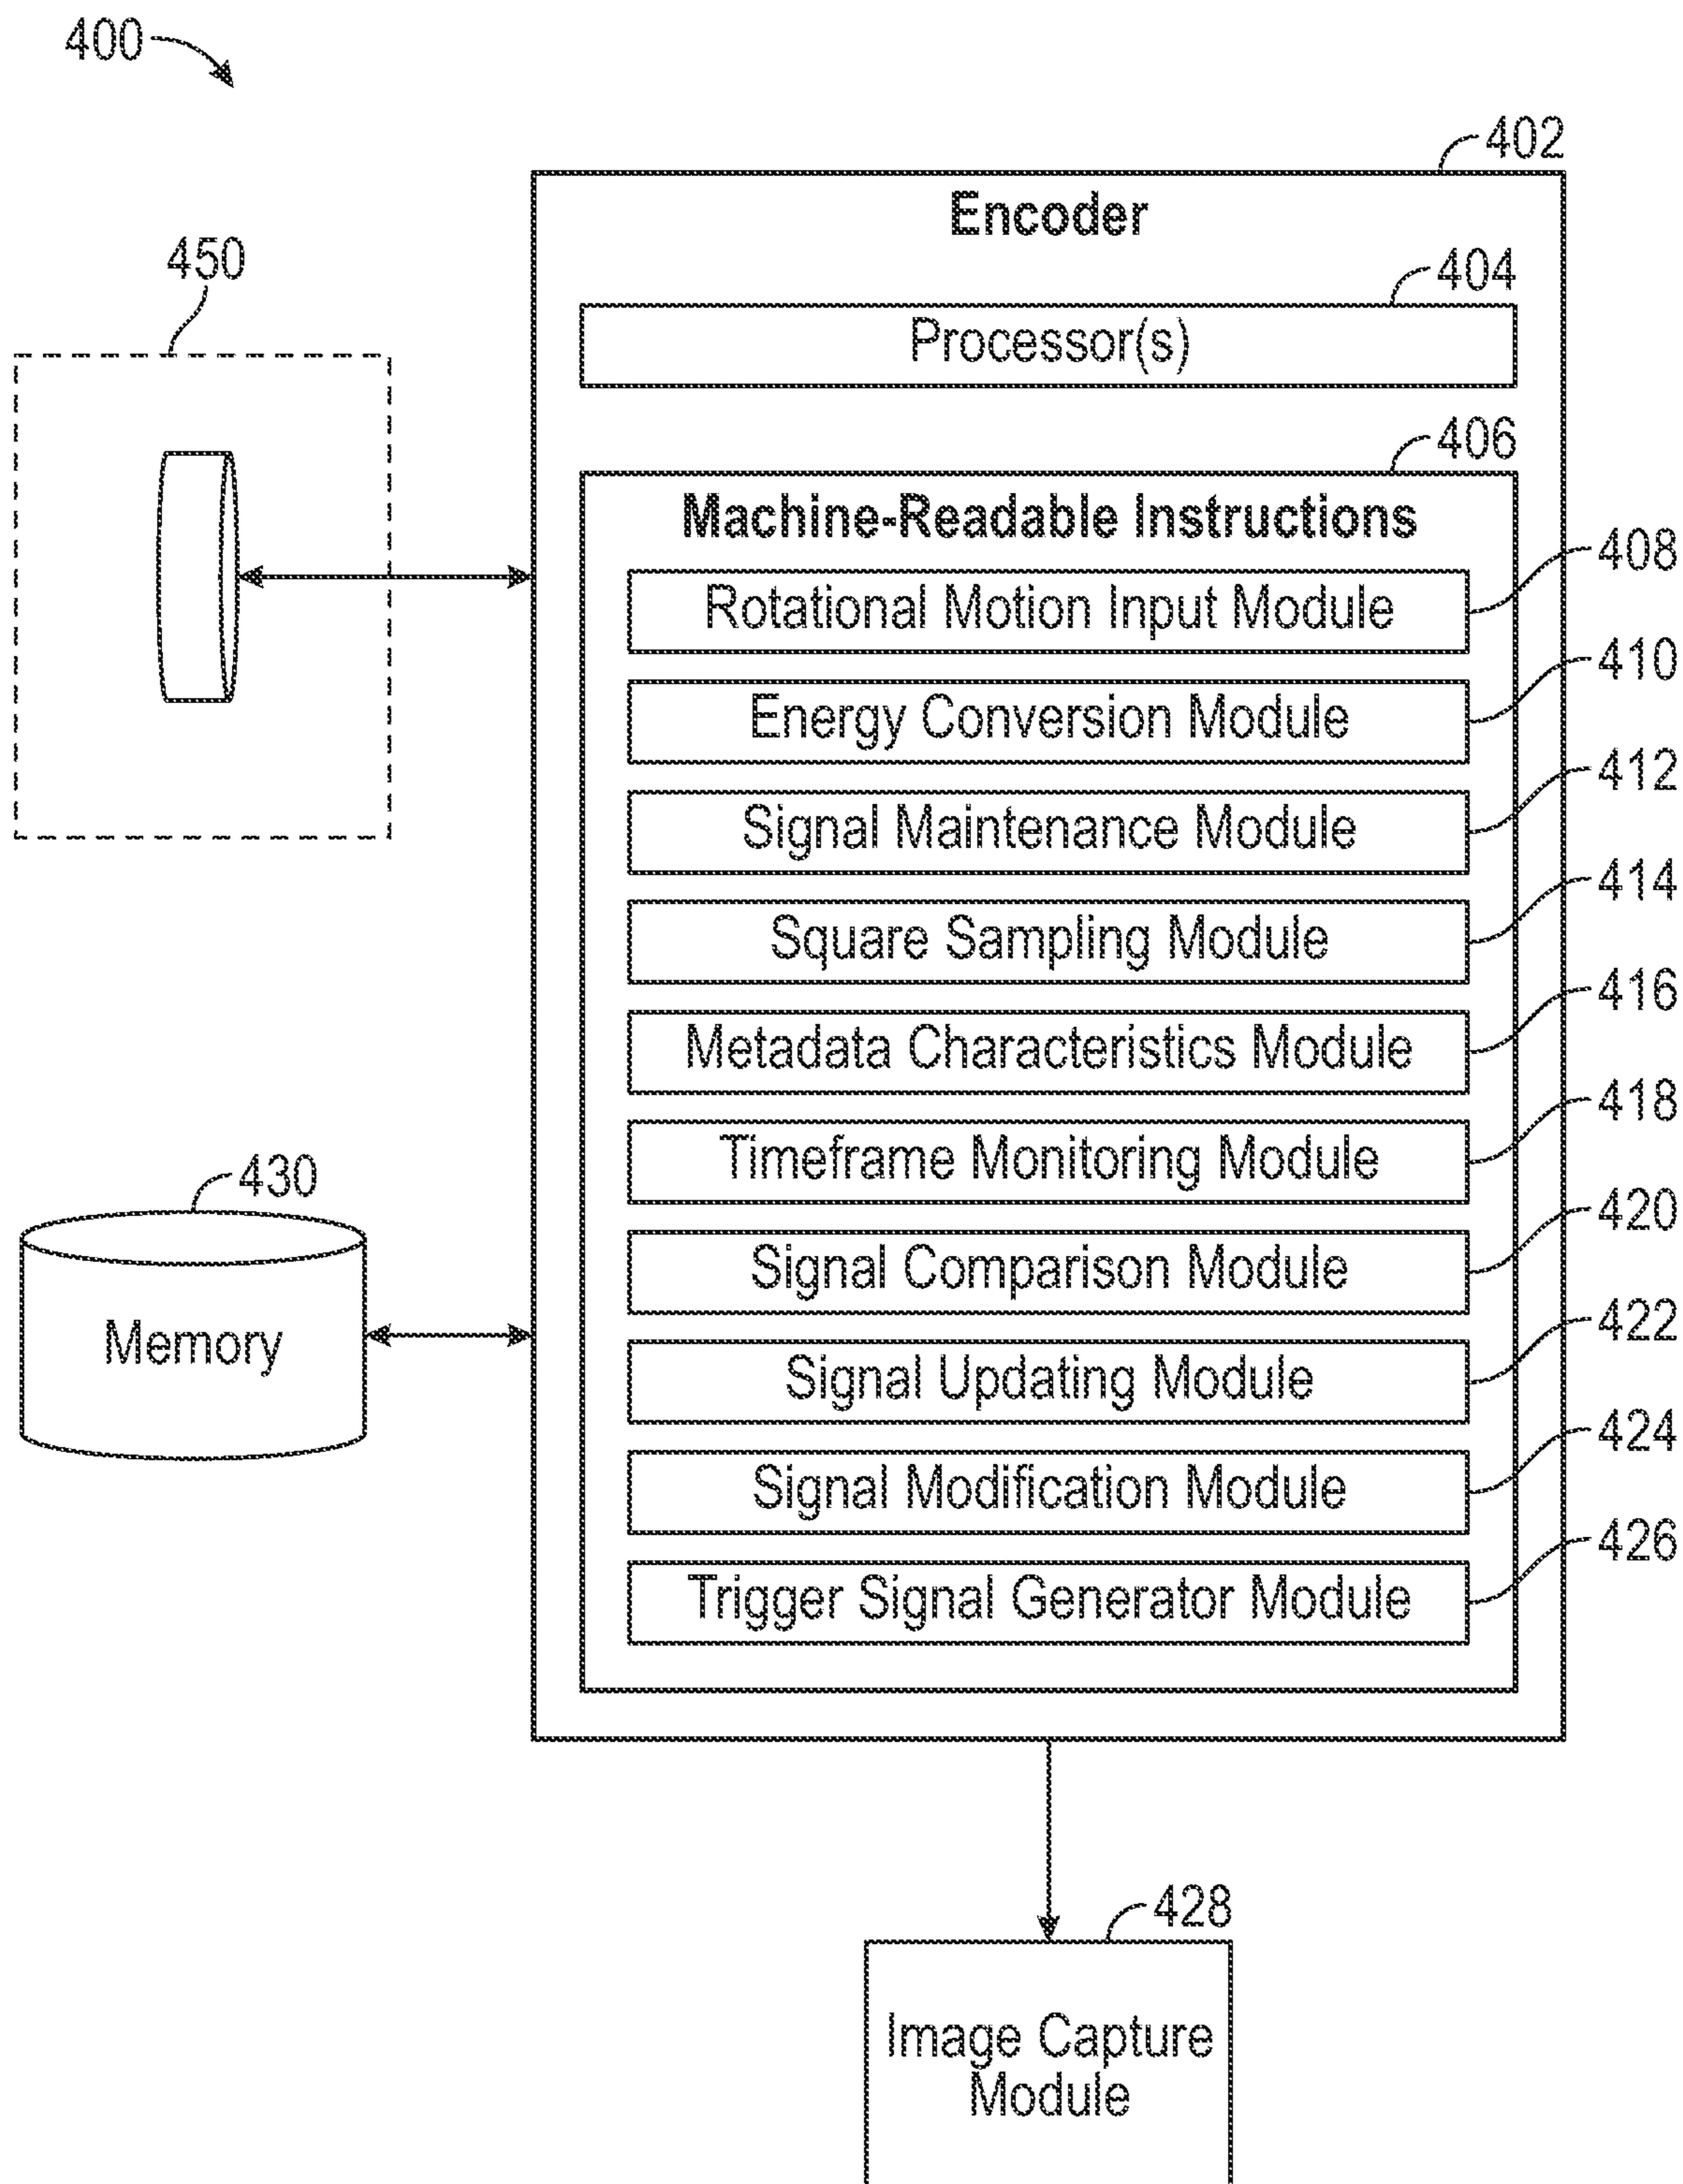 400
402
Encoder
450
404
Processor(s)
406
Machine-Readable Instructions
408
Rotational Motion Input Module
410
Energy Conversion Module
412
Signal Maintenance Module
414
Square Sampling Module
416
Metadata Characteristics Module
418
Timeframe Monitoring Module
430
420
Signal Comparison Module
Memory
422
Signal Updating Module
424
Signal Modification Module
426
Trigger Signal Generator Module
428
Image Capture
Module